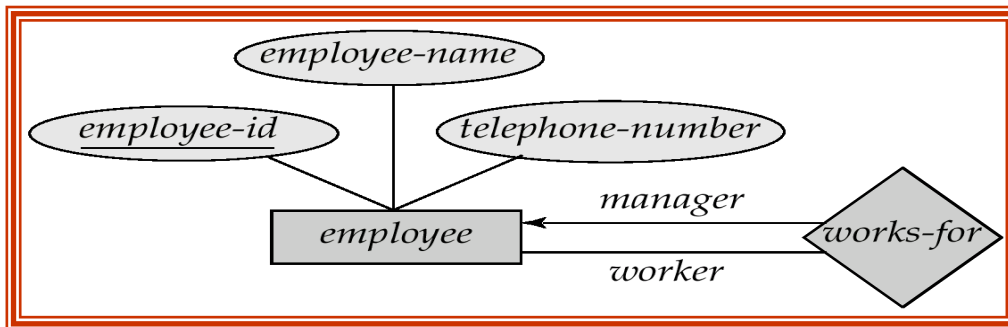 employee-name
employee-id
telephone-number
manager
employee
works-for
worker